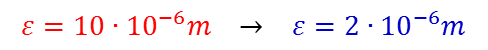 ε = 10 · 10⁻⁶m → ε = 2 · 10⁻⁶m